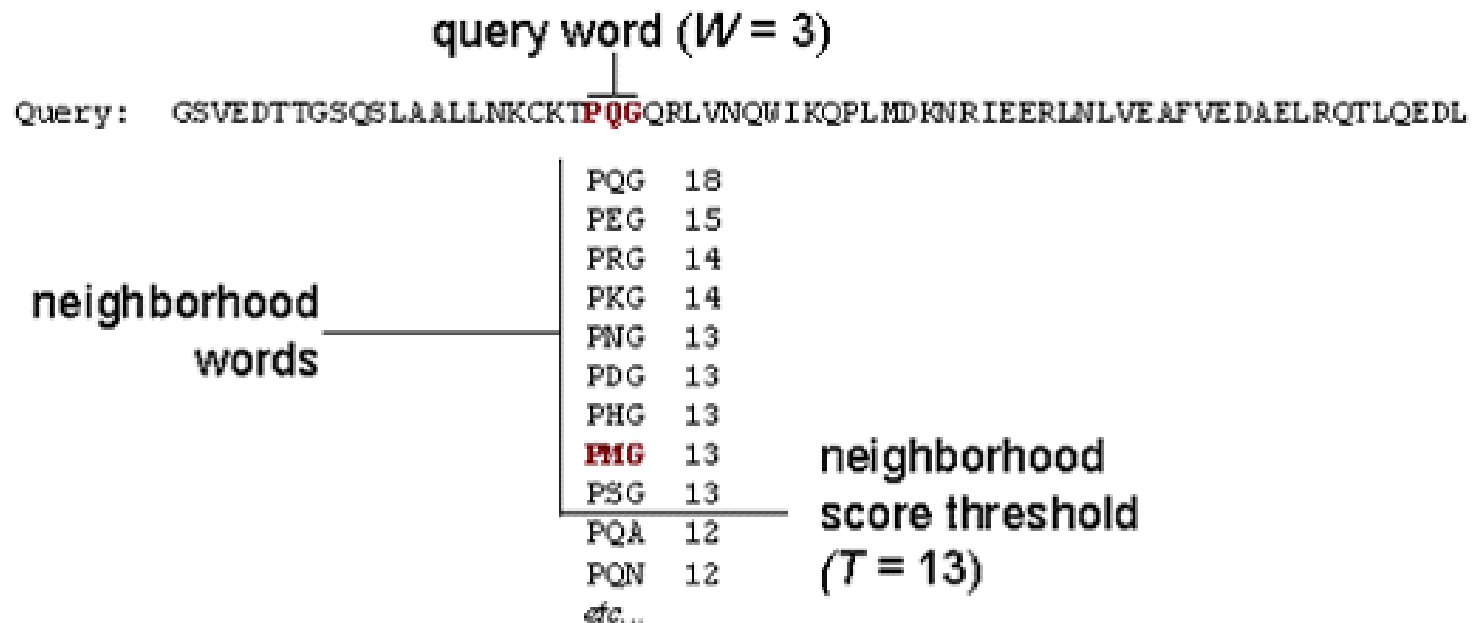 query word (W = 3)
Query: GSVEDTTGSQSLAALLNKCKTPQGQRLVNQWIKQPLMDKNRIEERLNLVEAFVEDAELRQTLQEDL
PQG 18
PEG 15
PRG 14
PKG 14
neighborhood
words
PNG 13
PDG 13
PHG 13
PMG 13
PSG 13
neighborhood
score threshold
(T = 13)
PQA 12
PQN 12
etc...